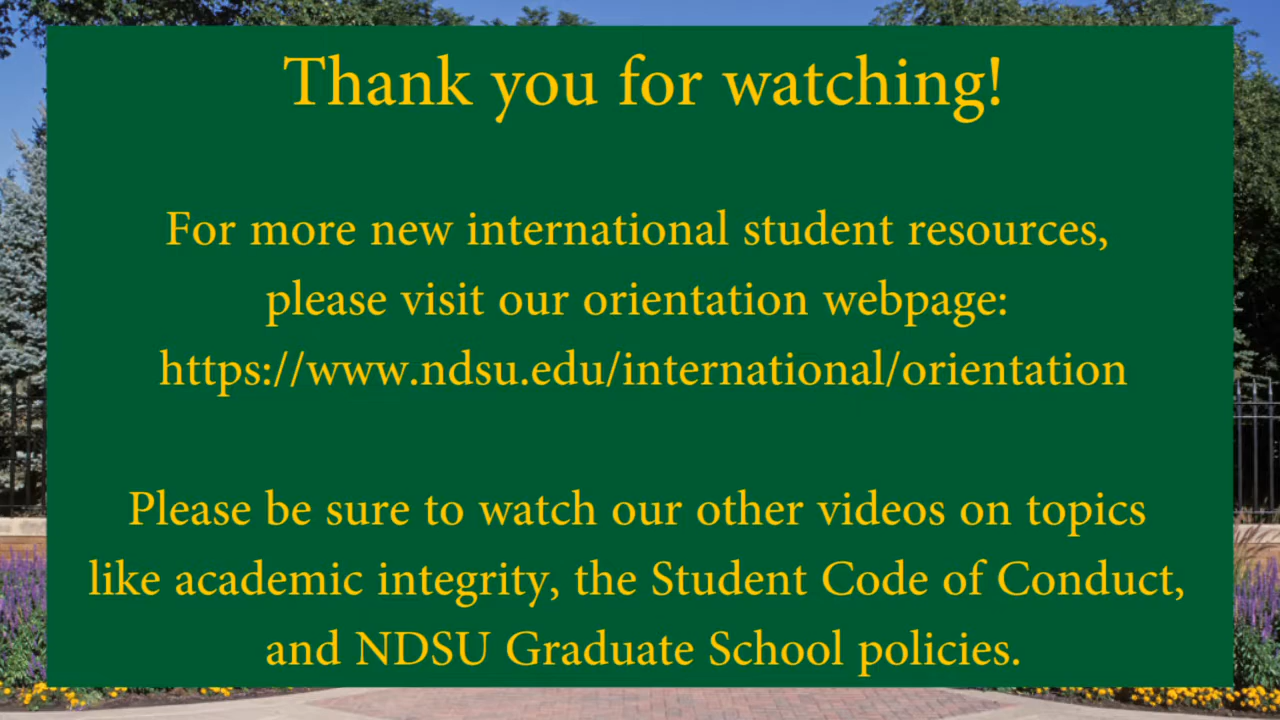 Thank you for watching!
For more new international student resources,
please visit our orientation webpage:
https://www.ndsu.edu/international/orientation
Please be sure to watch our other videos on topics
like academic integrity, the Student Code of Conduct,
and NDSU Graduate School policies.